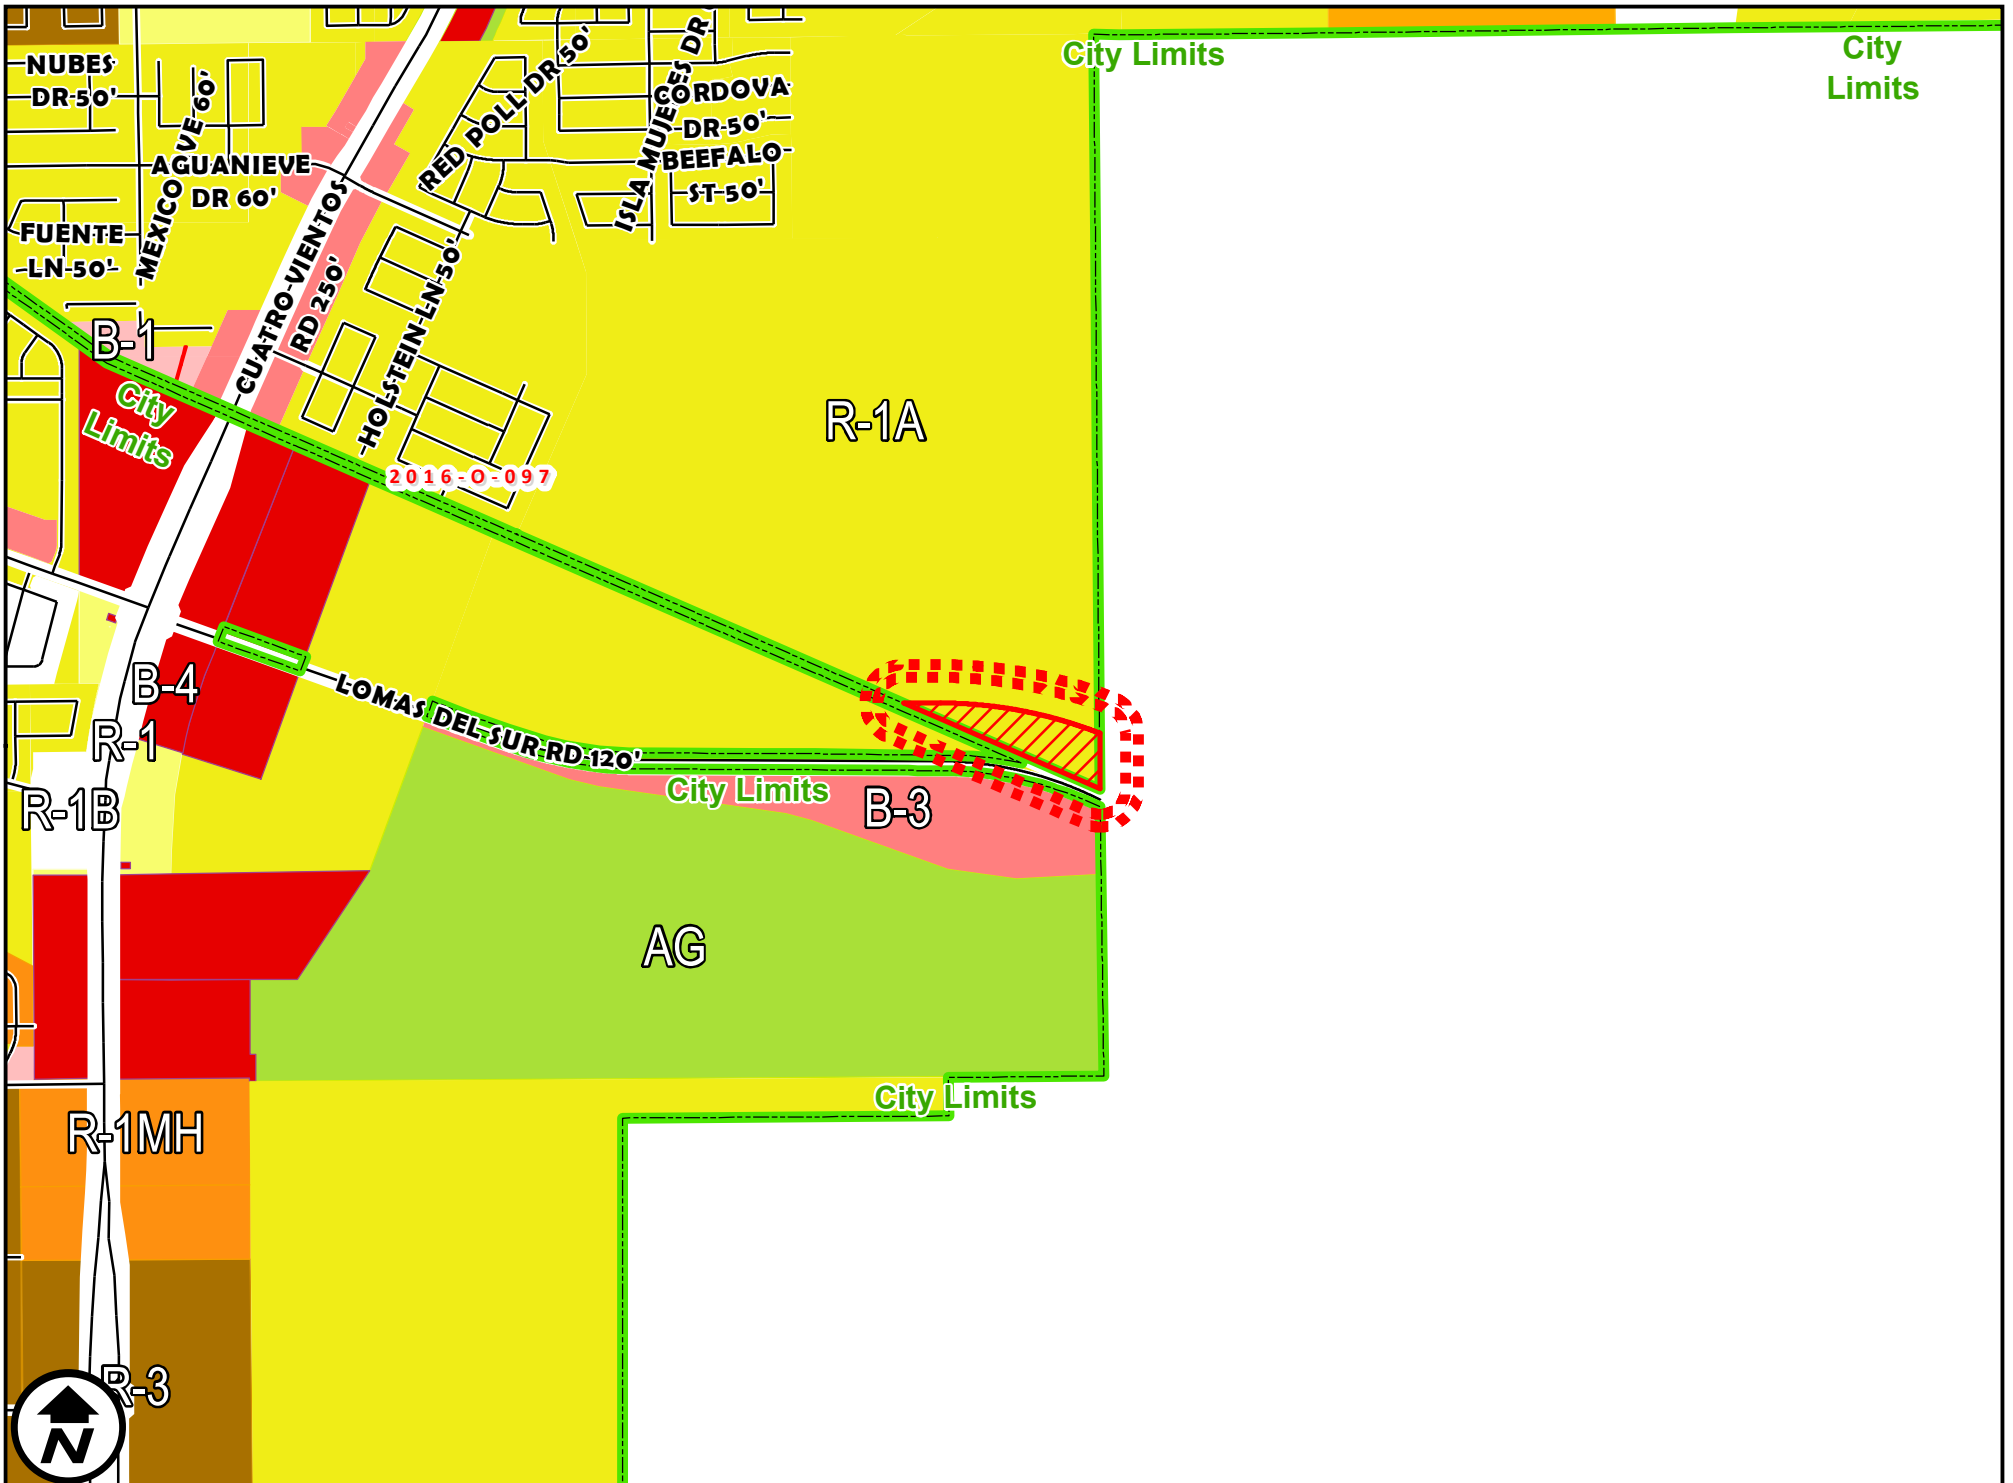 City Limits
City
Limits
NUBES
DR 50'
MEXICO
VE 60'
AGUANIEVE
DR 60'
FUENTE
LN 50'
RED POLL DR 50'
ISLA MUJERES DR
CORDOVA
DR 50'
BEEFALO
ST 50'
CUATRO VIENTOS
RD 250'
HOLSTEIN LN 50'
B-1
City
Limits
R-1A
2016-O-097
B-4
R-1
R-1B
LOMAS DEL SUR RD 120'
City Limits
B-3
AG
City Limits
R-1MH
R-3
N